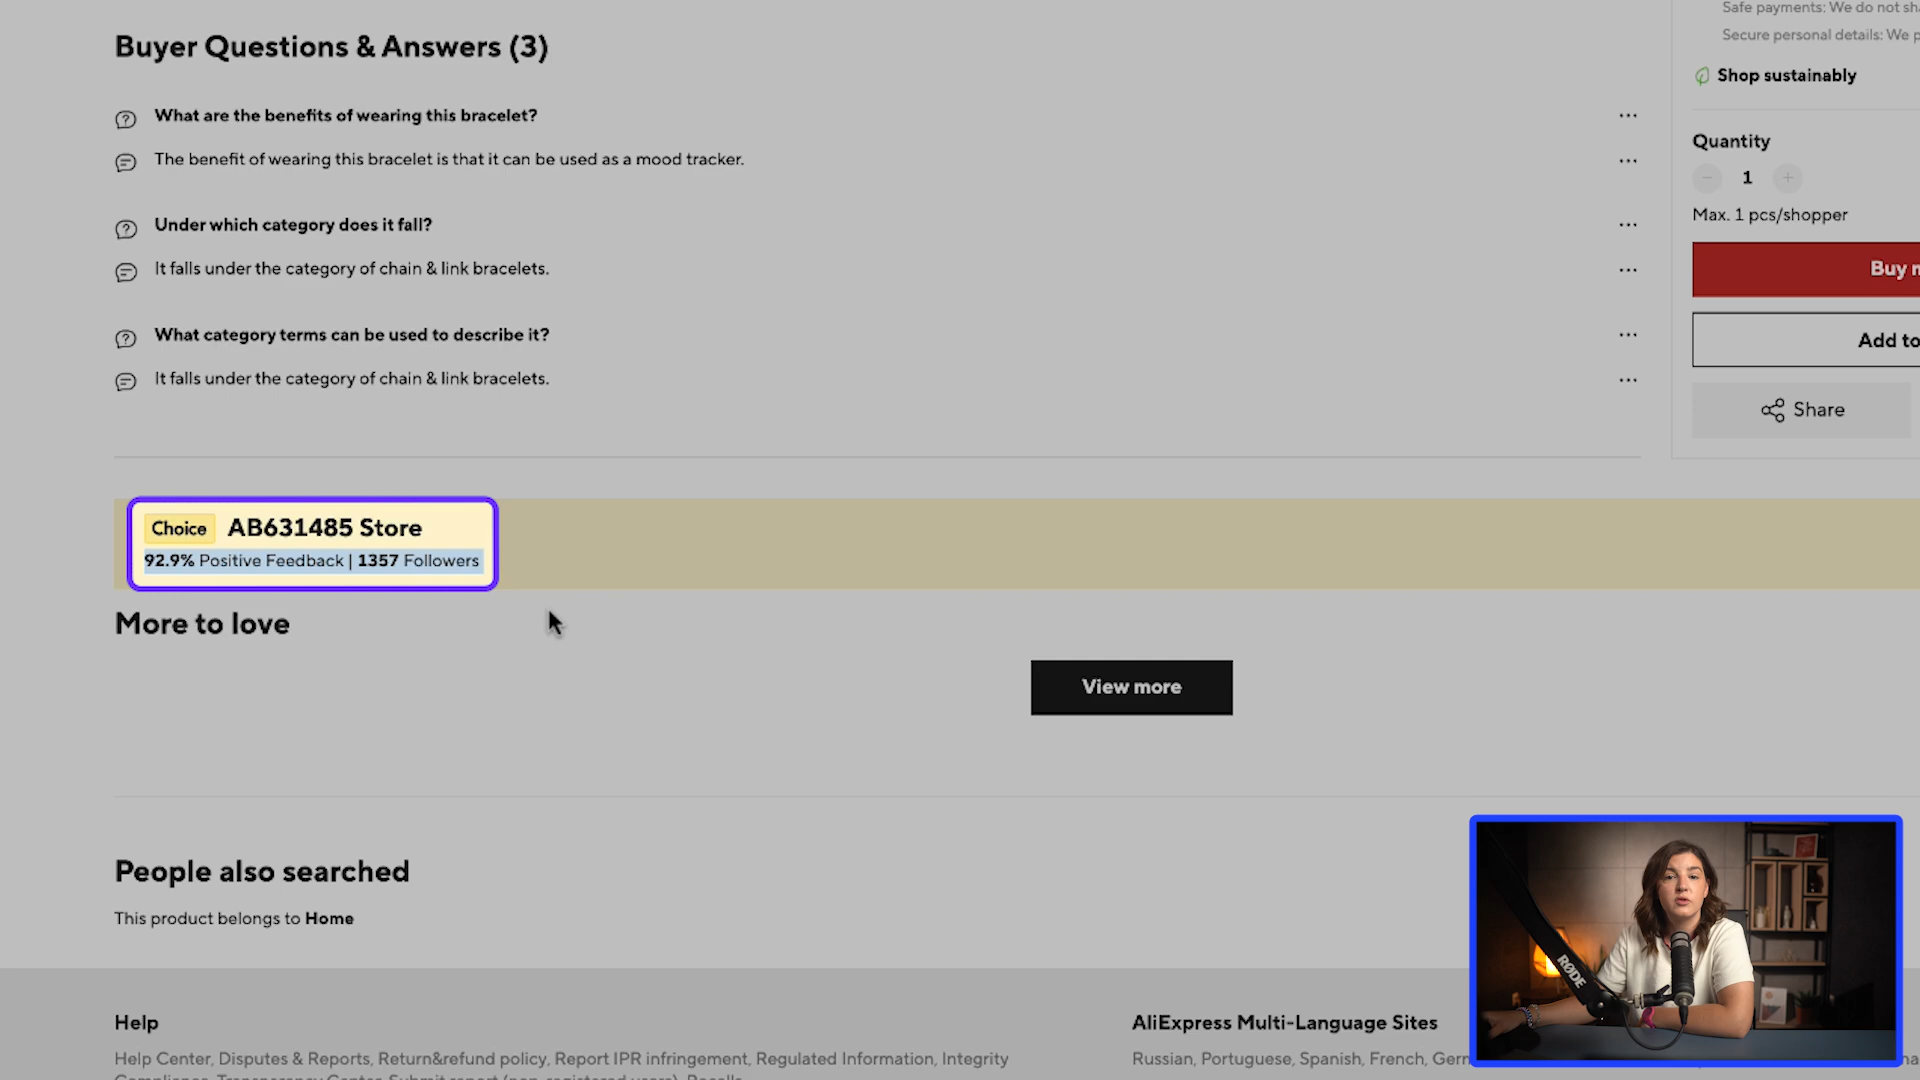 Buyer Questions & Answers (3)
What are the benefits of wearing this bracelet?
The benefit of wearing this bracelet is that it can be used as a mood tracker.
Under which category does it fall?
It falls under the category of chain & link bracelets.
What category terms can be used to describe it?
It falls under the category of chain & link bracelets.
Safe payments: We do not
Secure personal details: We
Shop sustainably
Quantity
1
Max. 1 pcs/shopper
Buy
Add to
Share
Choice AB631485 Store
92.9% Positive Feedback | 1357 Followers
More to love
View more
People also searched
This product belongs to Home
Help
Help Center, Disputes & Reports, Return&refund policy, Report IPR infringement, Regulated Information, Integrity
AliExpress Multi-Language Sites
Russian, Portuguese, Spanish, French,
RØDE